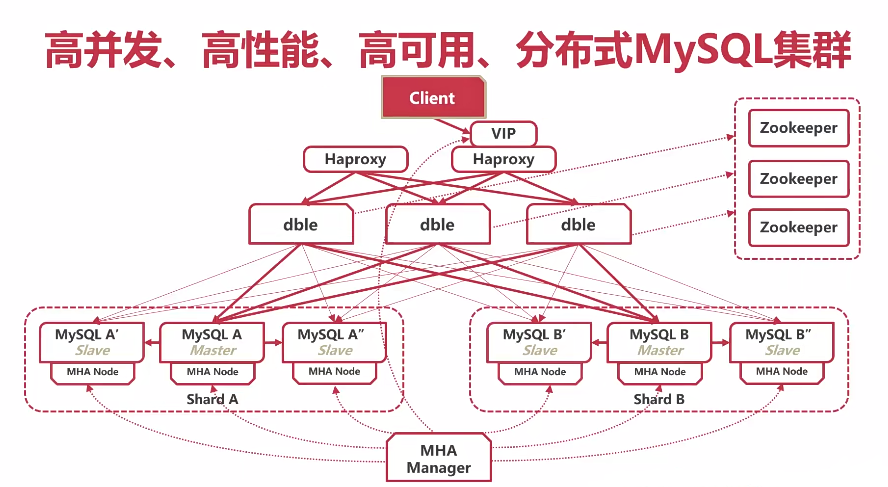 高并发、高性能、高可用、分布式MySQL集群
Client
VIP
Haproxy
Haproxy
Zookeeper
Zookeeper
Zookeeper
dble
dble
dble
MySQL A’
Slave
MHA Node
MySQL A
Master
MHA Node
MySQL A”
Slave
MHA Node
Shard A
MySQL B’
Slave
MHA Node
MySQL B
Master
MHA Node
MySQL B”
Slave
MHA Node
Shard B
MHA
Manager